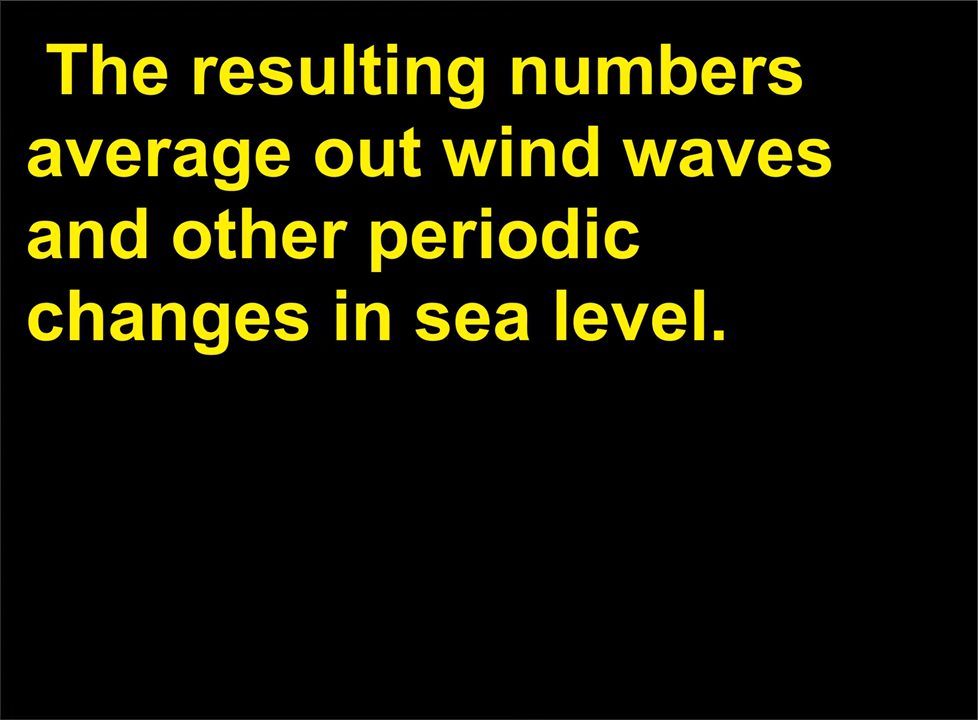 The resulting numbers
average out wind waves
and other periodic
changes in sea level.